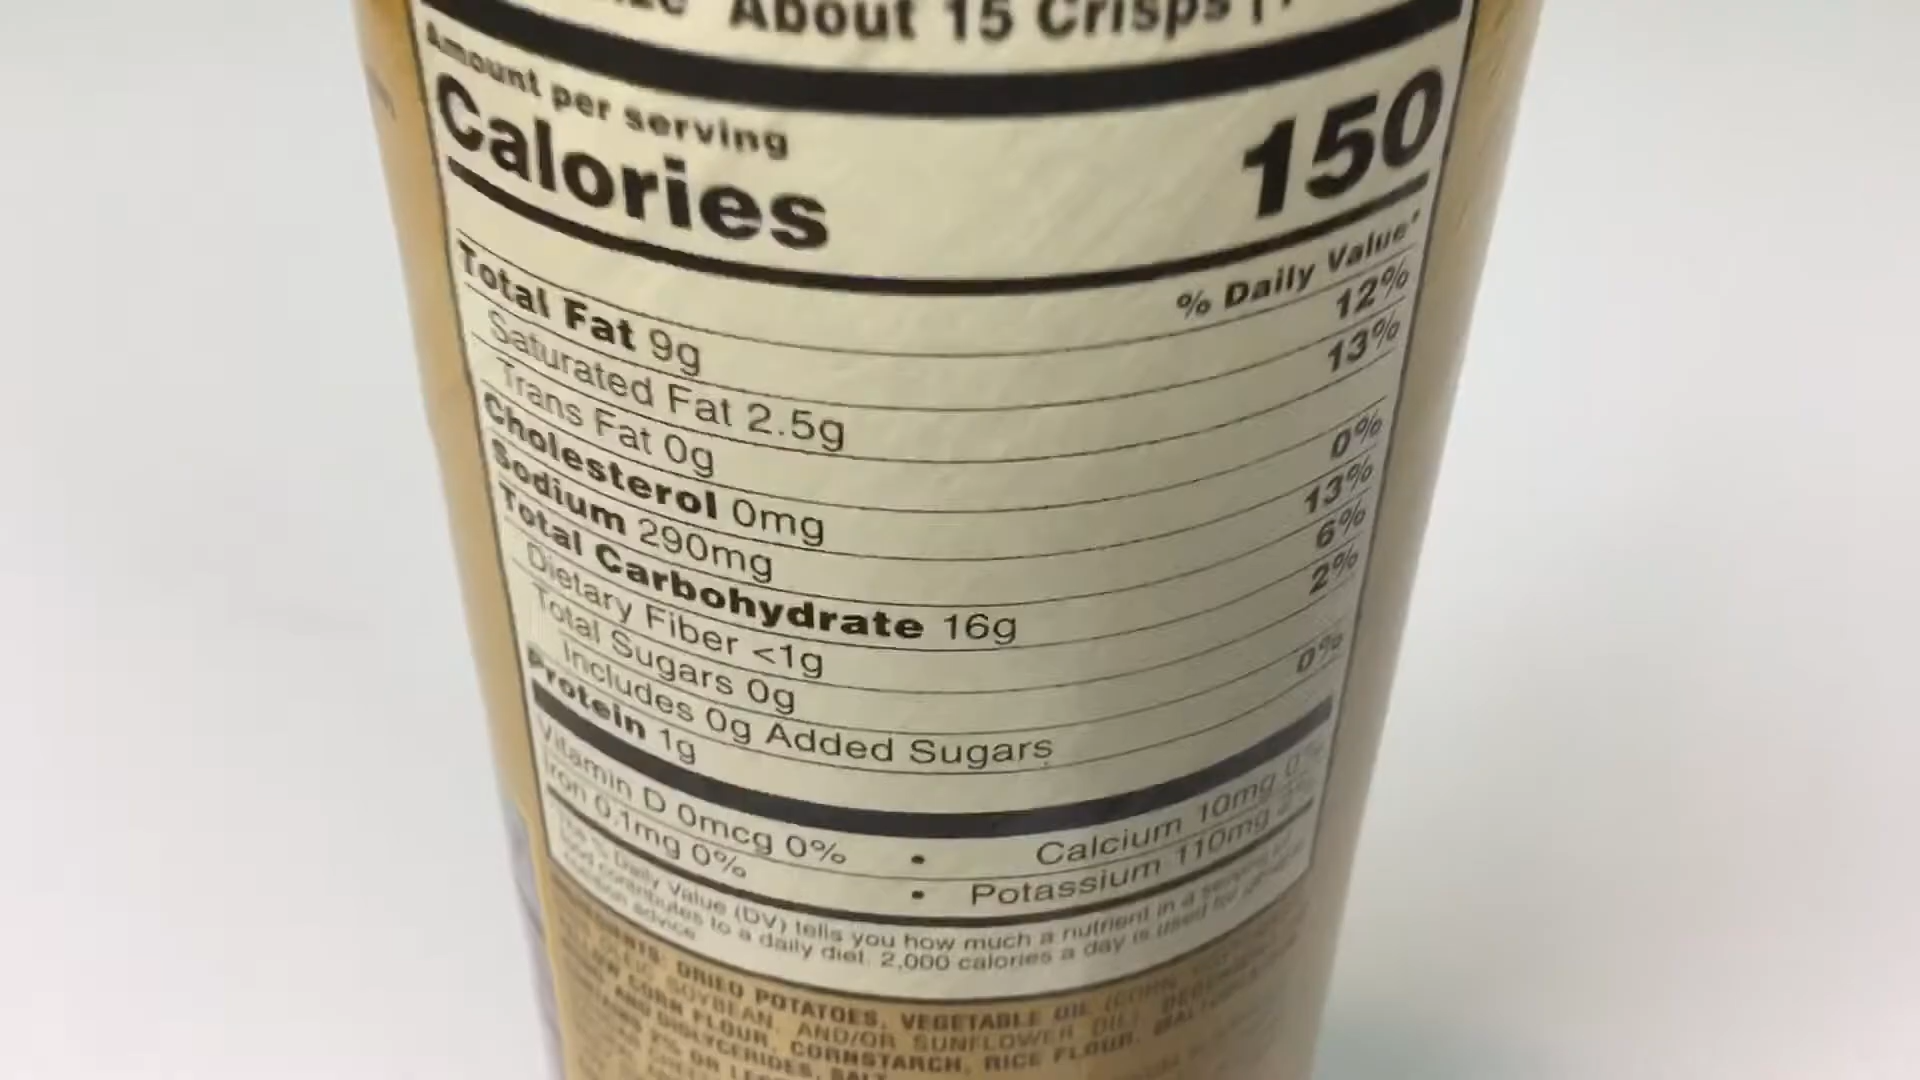 About 15 Crisps
Amount per serving
Calories 150
% Daily Value*
Total Fat 9g 12%
Saturated Fat 2.5g 13%
Trans Fat 0g
Cholesterol 0mg 0%
Sodium 290mg 13%
Total Carbohydrate 16g 6%
Dietary Fiber <1g 2%
Total Sugars 0g
Includes 0g Added Sugars 0%
Protein 1g
Vitamin D 0mcg 0% • Calcium 10mg 0%
Iron 0.1mg 0% • Potassium 110mg
% Daily Value (DV) tells you how much a nutrient in a serving of
food contributes to a daily diet. 2,000 calories a day is used for
nutrition advice
DRIED POTATOES, VEGETABLE OIL (CORN,
SOYBEAN, AND/OR SUNFLOWER OIL),
CORN FLOUR, CORNSTARCH, RICE FLOUR,
AND DIGLYCERIDES, SALT
2% OR